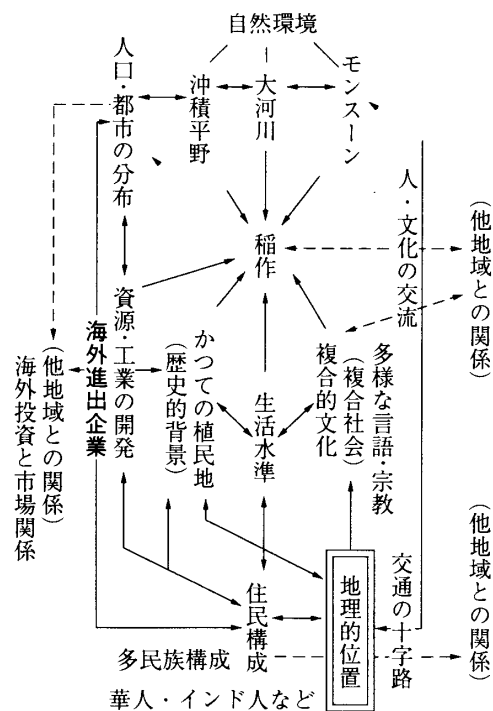 自然環境
モンスーン
大河川
沖積平野
人口・都市の分布
人・文化の交流
(他地域との関係)
稲作
多様な言語・宗教
(複合社会)
複合的文化
生活水準
かつての植民地
(歴史的背景)
資源・工業の開発
海外進出企業
(他地域との関係)
海外投資と市場関係
(他地域との関係)
交通の十字路
地理的位置
住民構成
多民族構成
華人・インド人など